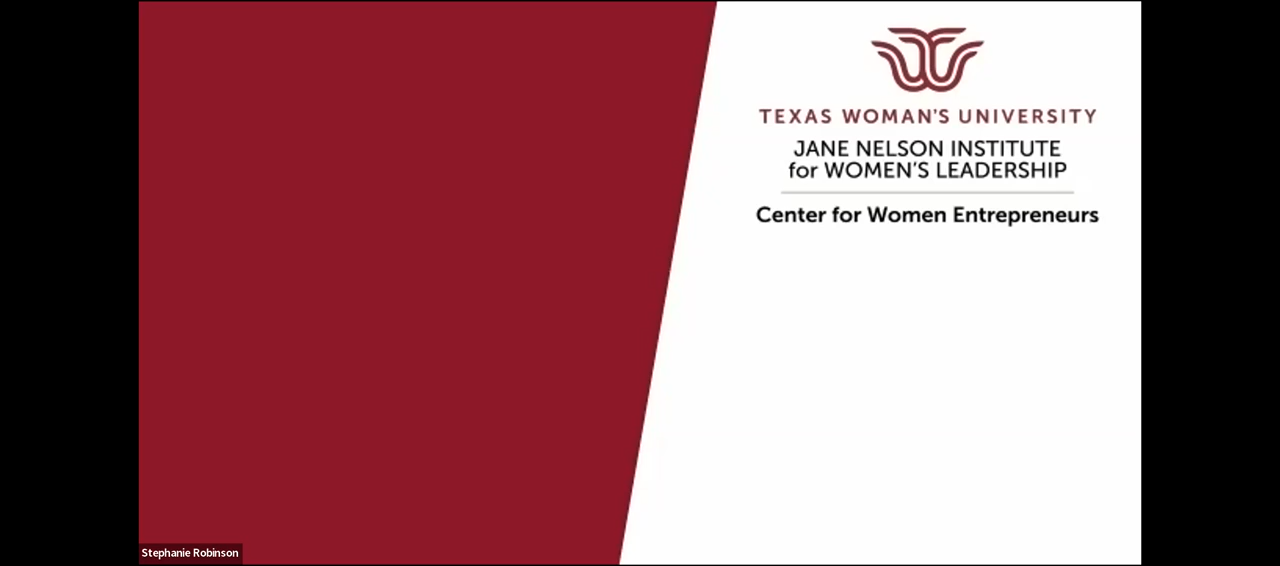 TEXAS WOMAN'S UNIVERSITY
JANE NELSON INSTITUTE
for WOMEN'S LEADERSHIP
Center for Women Entrepreneurs
Stephanie Robinson